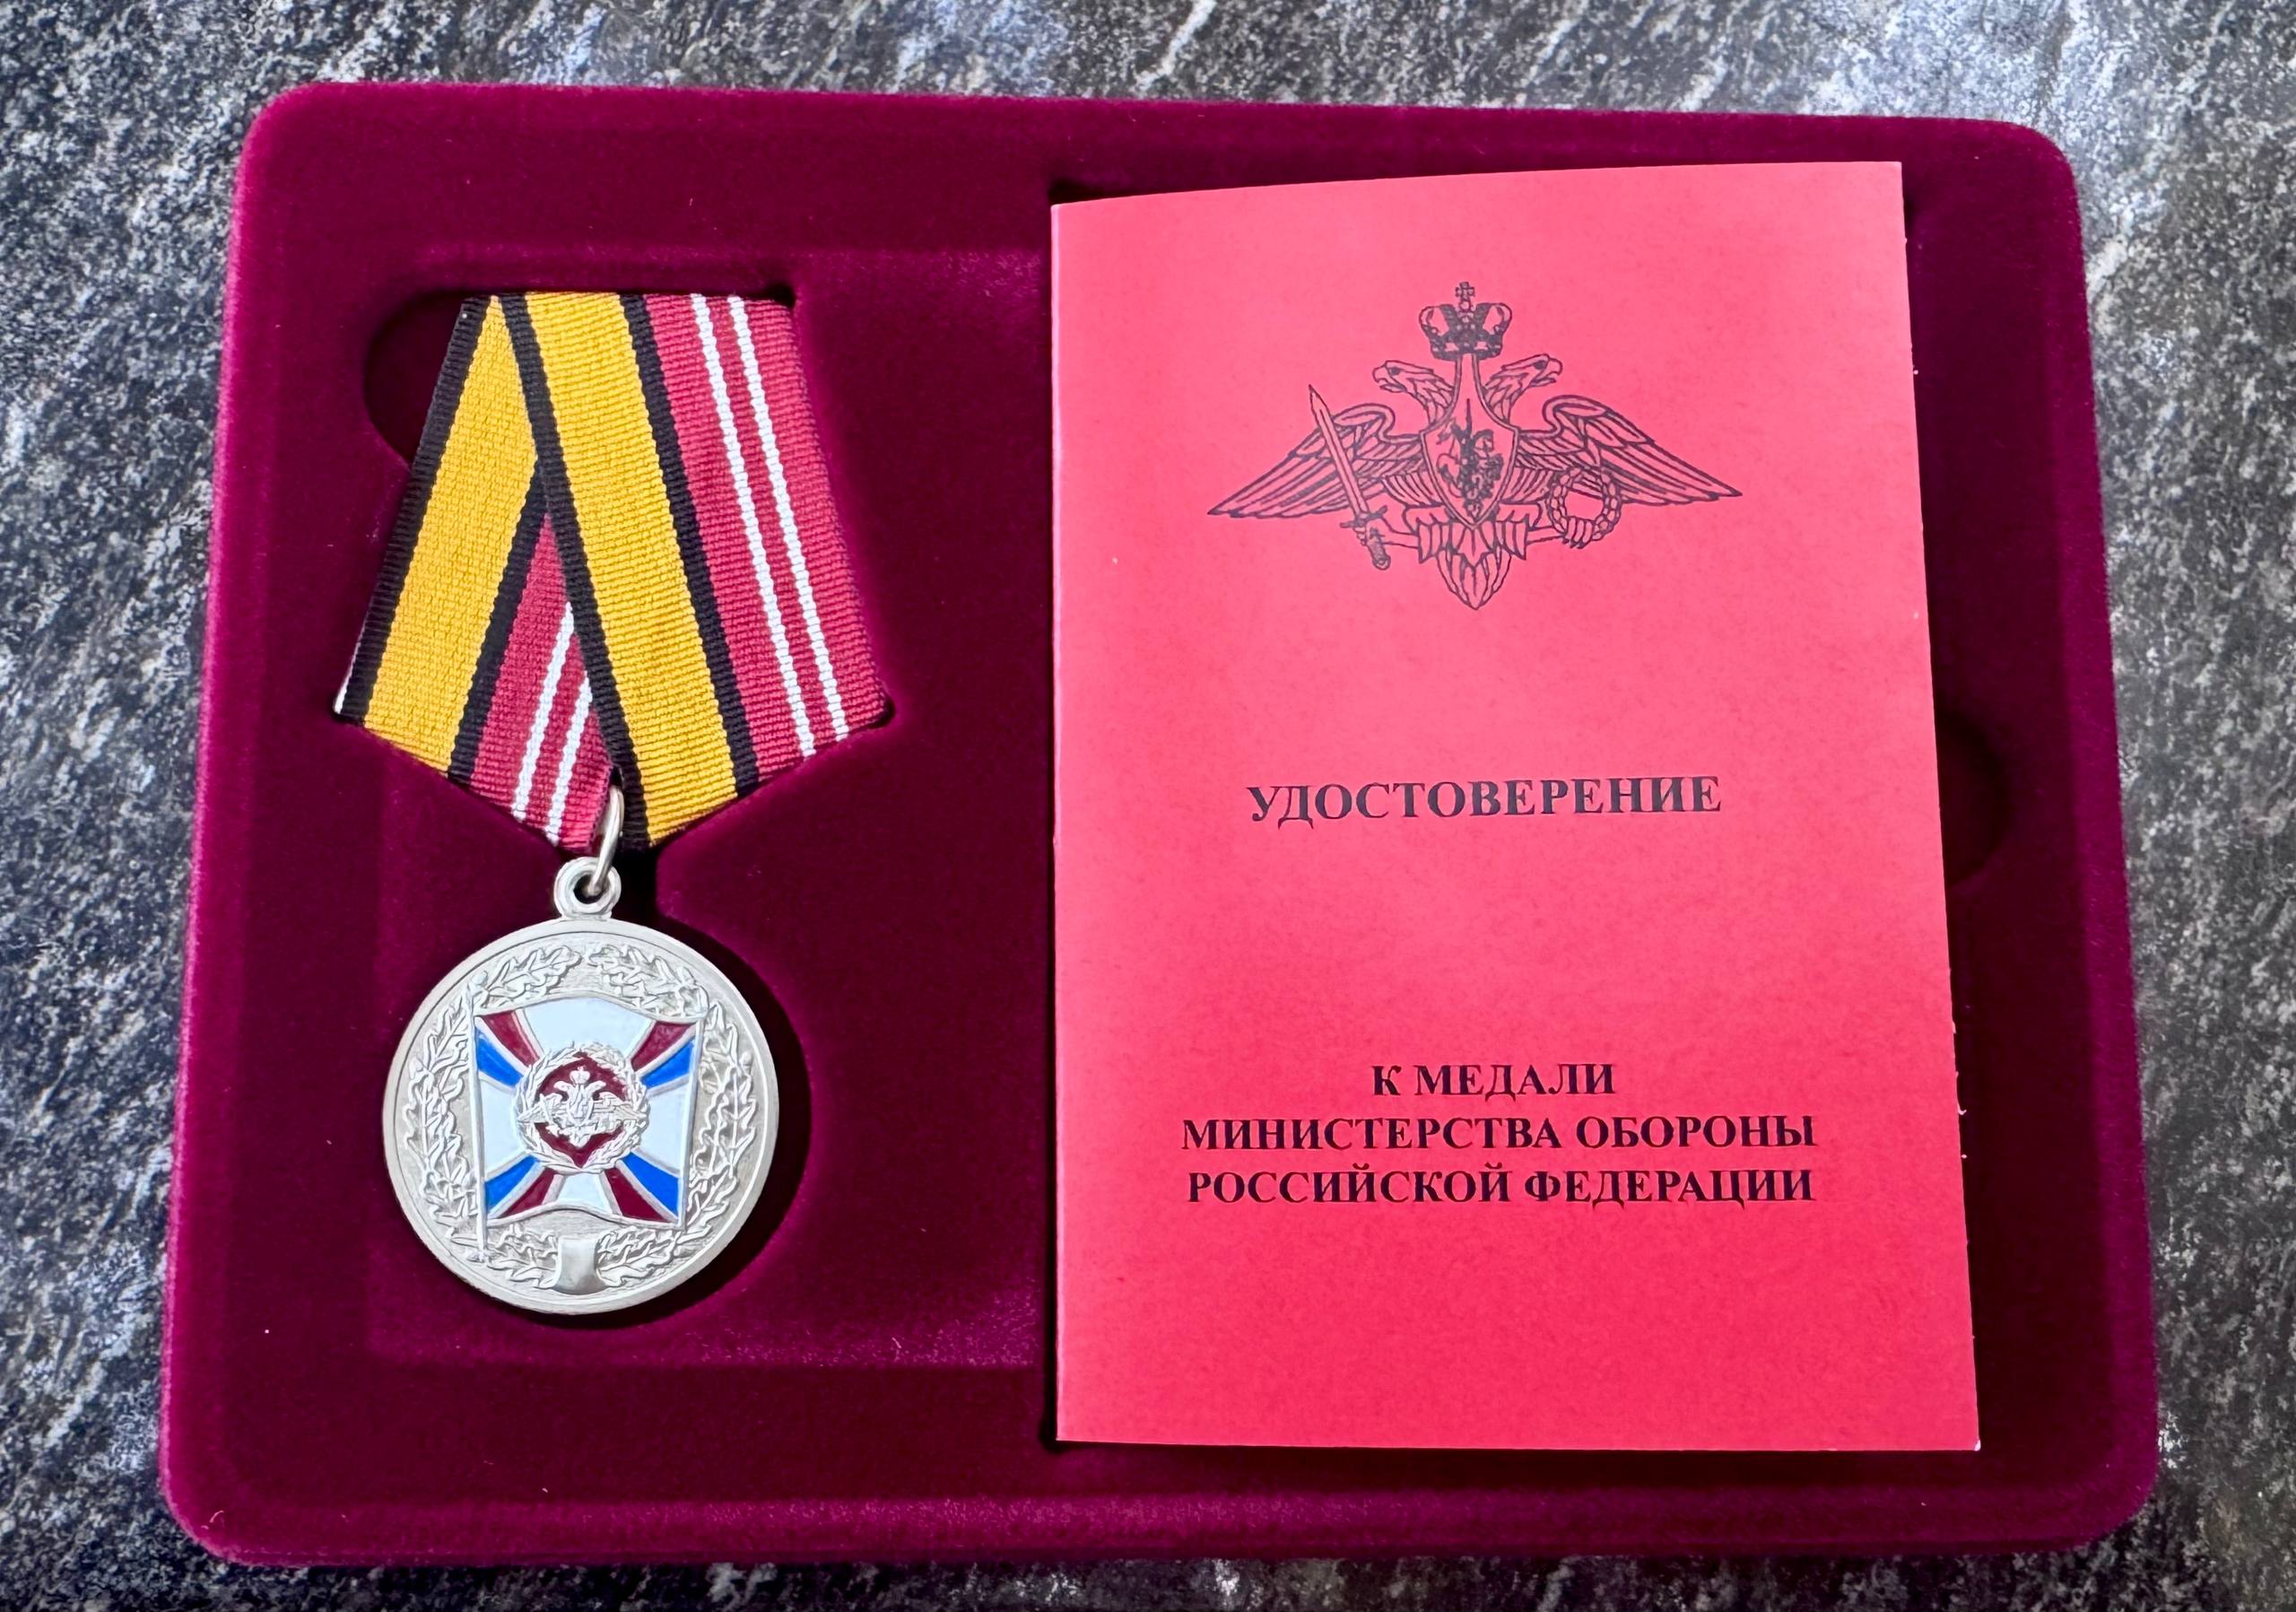 УДОСТОВЕРЕНИЕ
К МЕДАЛИ
МИНИСТЕРСТВА ОБОРОНЫ
РОССИЙСКОЙ ФЕДЕРАЦИИ